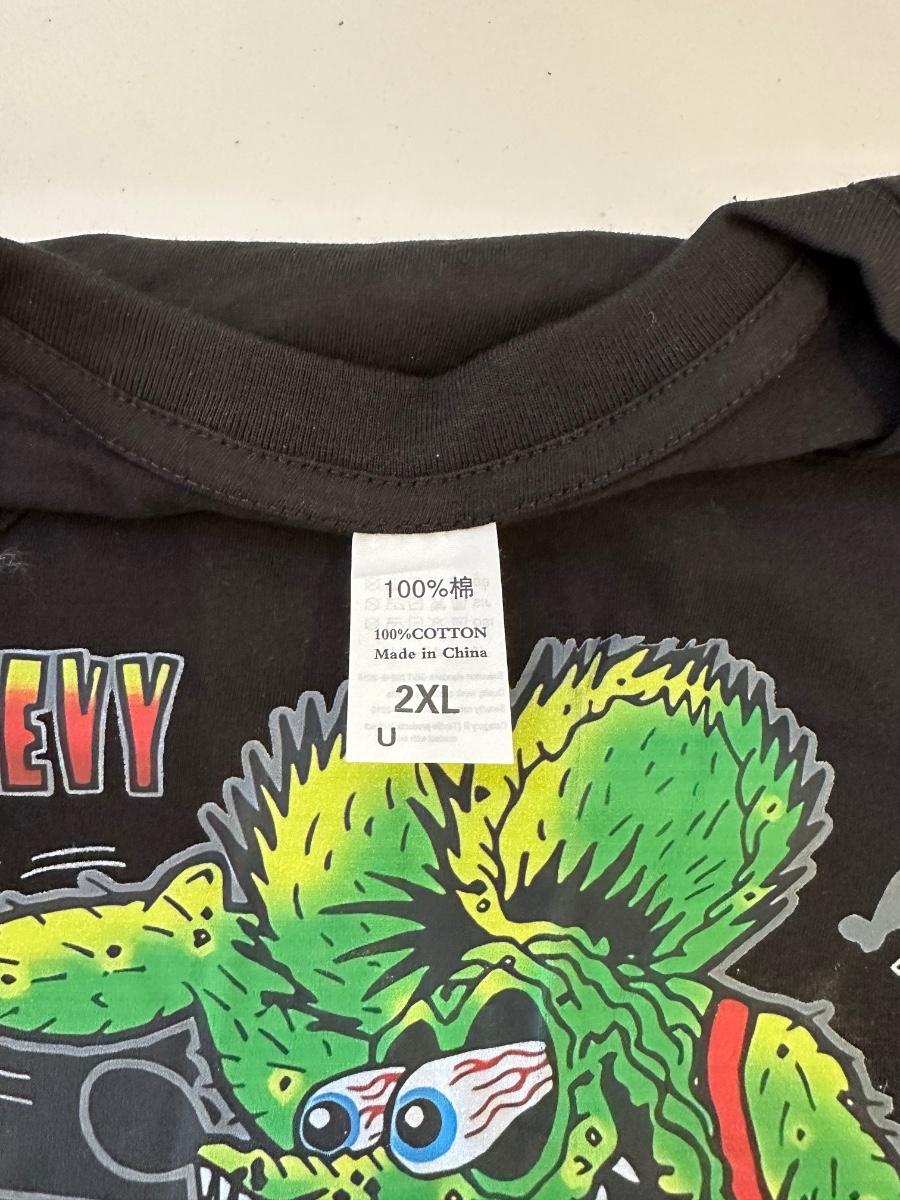 100%棉
100%COTTON
Made in China
2XL
U
EVY